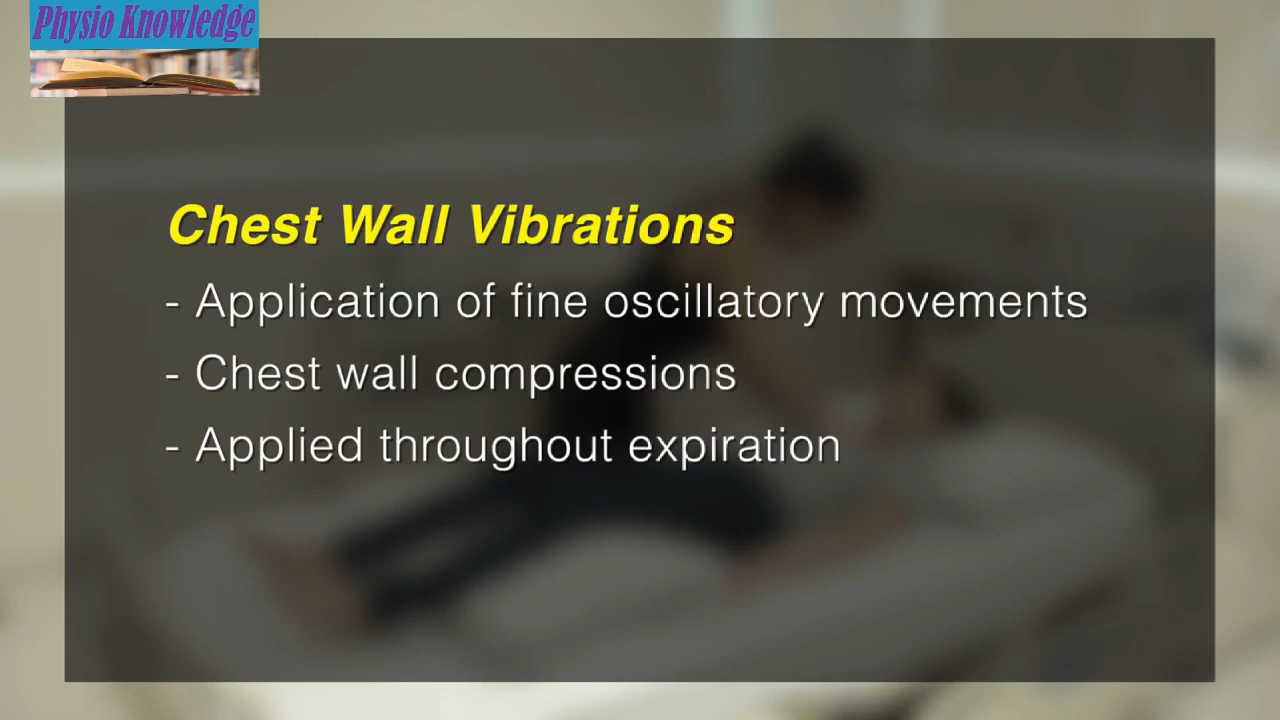 Physio Knowledge
Chest Wall Vibrations
- Application of fine oscillatory movements
- Chest wall compressions
- Applied throughout expiration